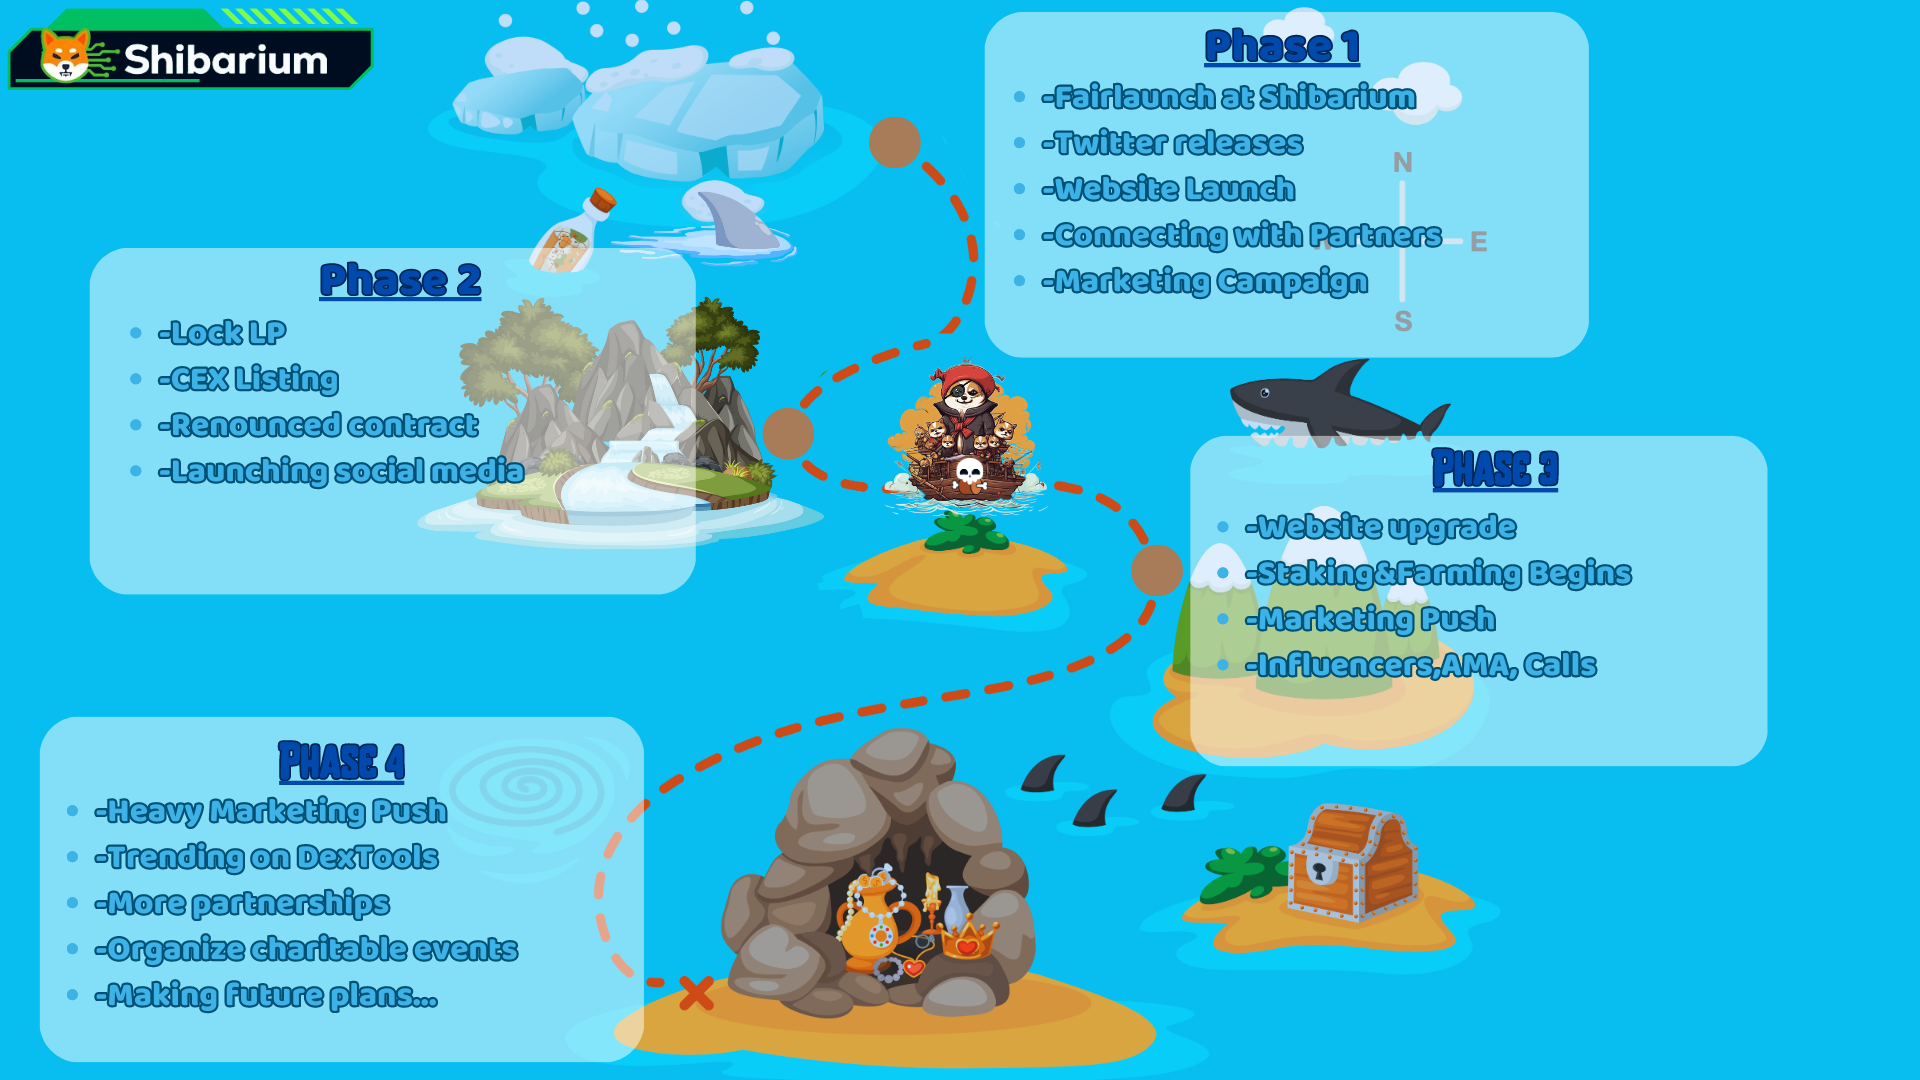 Shibarium
Phase 1
-Fairlaunch at Shibarium
-Twitter releases
-Website Launch
-Connecting with Partners
-Marketing Campaign
N
E
S
Phase 2
-Lock LP
-CEX Listing
-Renounced contract
-Launching social media
PHASE 3
-Website upgrade
-Staking&Farming Begins
-Marketing Push
-Influencers,AMA, Calls
PHASE 4
-Heavy Marketing Push
-Trending on DexTools
-More partnerships
-Organize charitable events
-Making future plans...